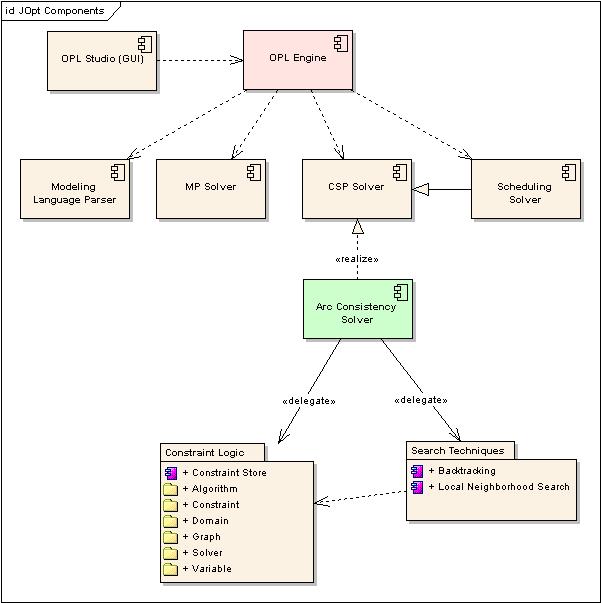 id JOpt Components
OPL Studio (GUI)
OPL Engine
Modeling
Language Parser
MP Solver
CSP Solver
Scheduling
Solver
«realize»
Arc Consistency
Solver
«delegate»
«delegate»
Constraint Logic
+ Constraint Store
+ Algorithm
+ Constraint
+ Domain
+ Graph
+ Solver
+ Variable
Search Techniques
+ Backtracking
+ Local Neighborhood Search